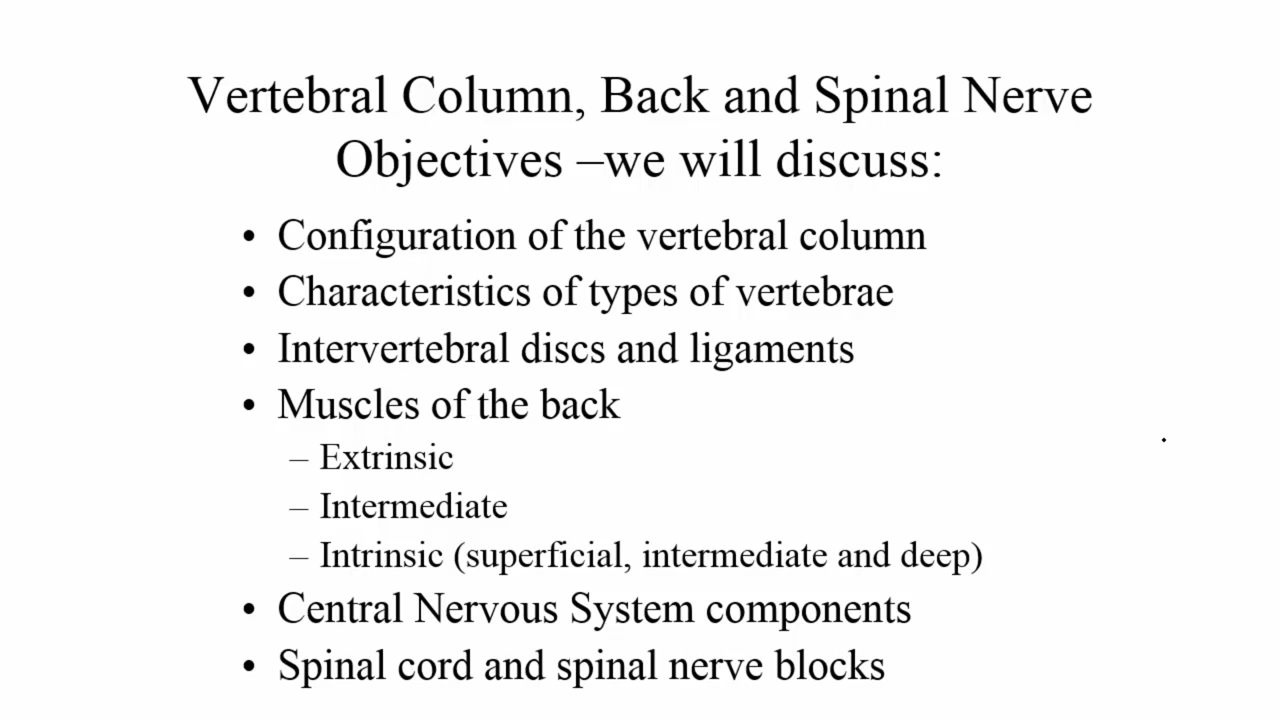 Vertebral Column, Back and Spinal Nerve
Objectives –we will discuss:
• Configuration of the vertebral column
• Characteristics of types of vertebrae
• Intervertebral discs and ligaments
• Muscles of the back
– Extrinsic
– Intermediate
– Intrinsic (superficial, intermediate and deep)
• Central Nervous System components
• Spinal cord and spinal nerve blocks